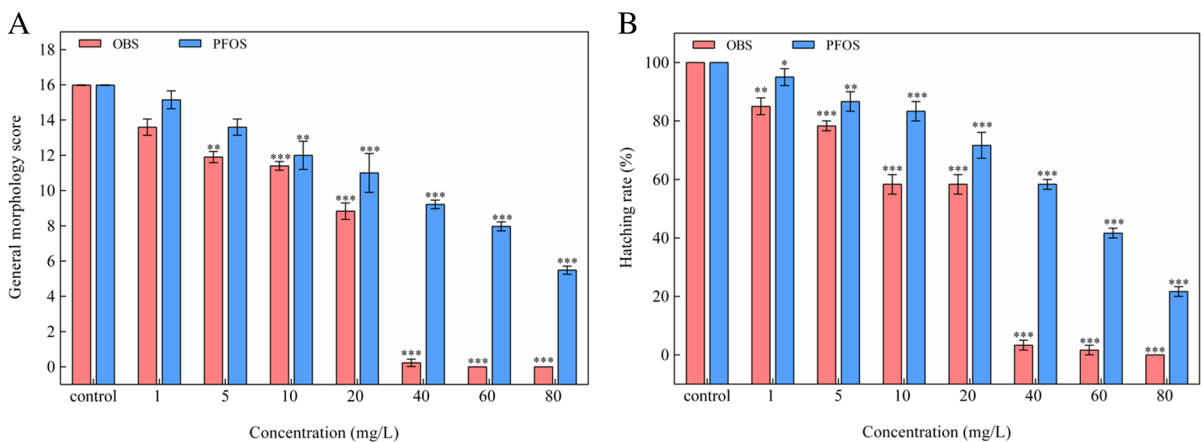 A
OBS PFOS
General morphology score
18
16
14
12
10
8
6
4
2
0
** *** ** *** *** *** *** *** *** *** ***
control 1 5 10 20 40 60 80
Concentration (mg/L)
B
OBS PFOS
Hatching rate (%)
100
80
60
40
20
0
** * *** ** *** *** *** *** *** *** *** *** *** ***
control 1 5 10 20 40 60 80
Concentration (mg/L)